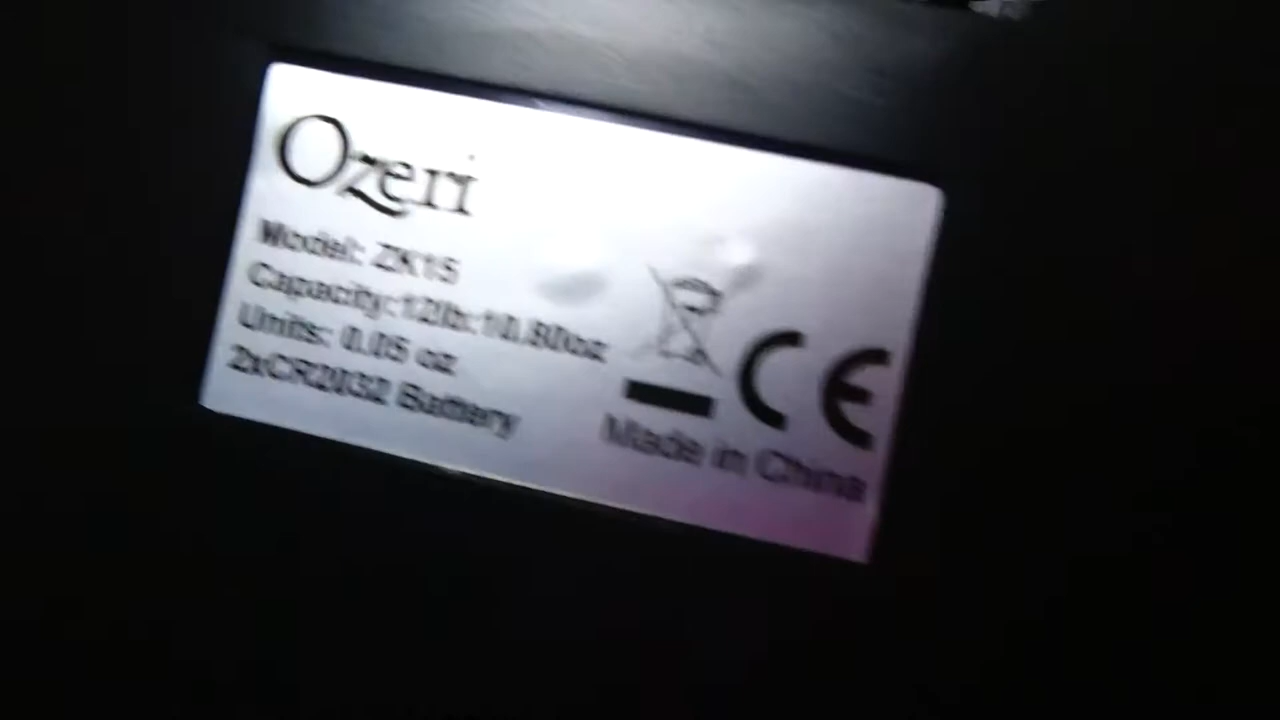 Ozeri
Model: ZK15
Capacity:12lb:10.80oz
Units: 0.05 oz
2xCR2032 Battery
CE
Made in China